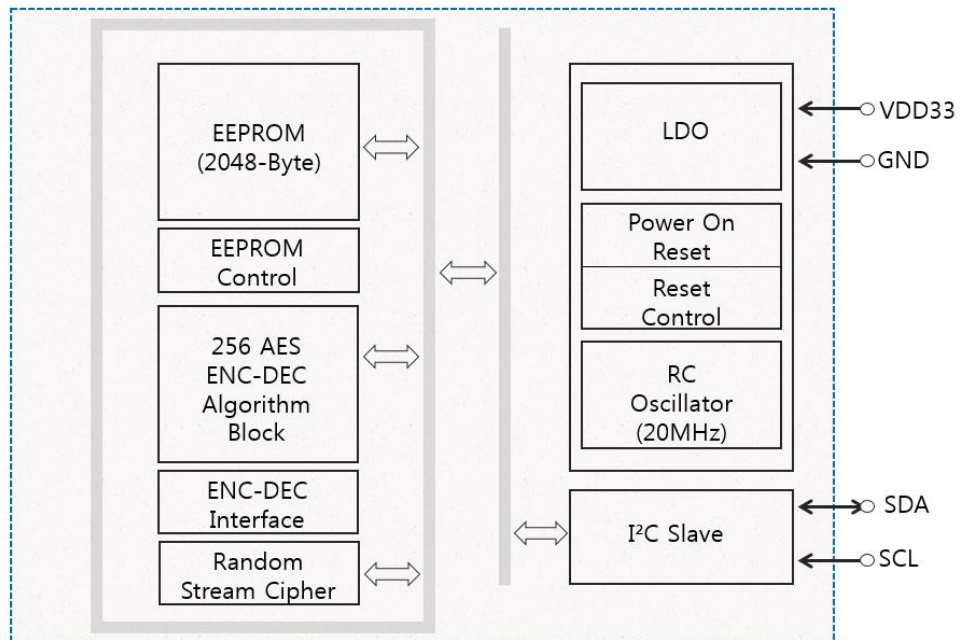 EEPROM
(2048-Byte)
EEPROM
Control
256 AES
ENC-DEC
Algorithm
Block
ENC-DEC
Interface
Random
Stream Cipher
LDO
Power On
Reset
Reset
Control
RC
Oscillator
(20MHz)
I²C Slave
VDD33
GND
SDA
SCL